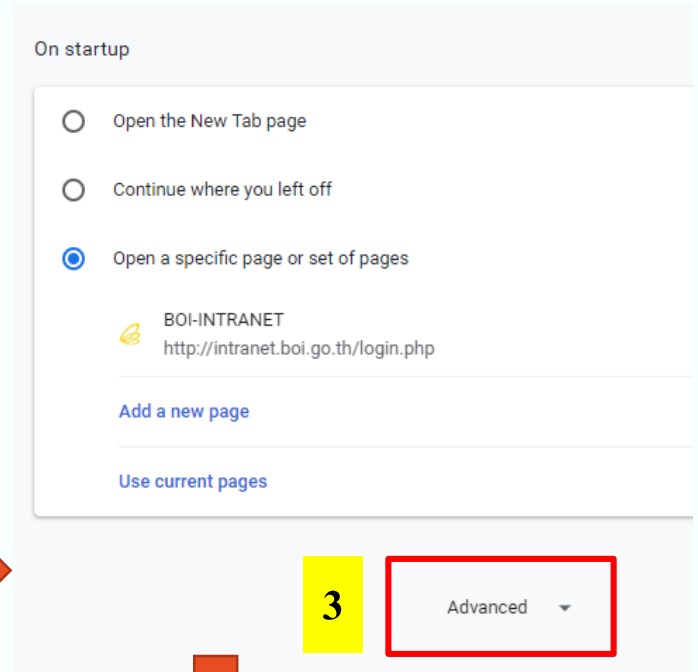 On startup
Open the New Tab page
Continue where you left off
Open a specific page or set of pages
BOI-INTRANET
http://intranet.boi.go.th/login.php
Add a new page
Use current pages
3
Advanced